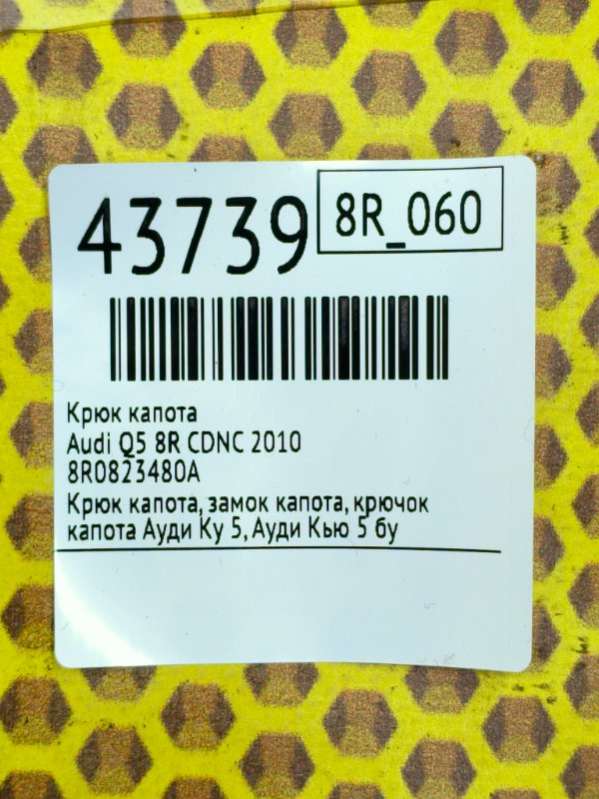 43739
8R_060
Крюк капота
Audi Q5 8R CDNC 2010
8R0823480A
Крюк капота, замок капота, крючок
капота Ауди Ку 5, Ауди Кью 5 бу